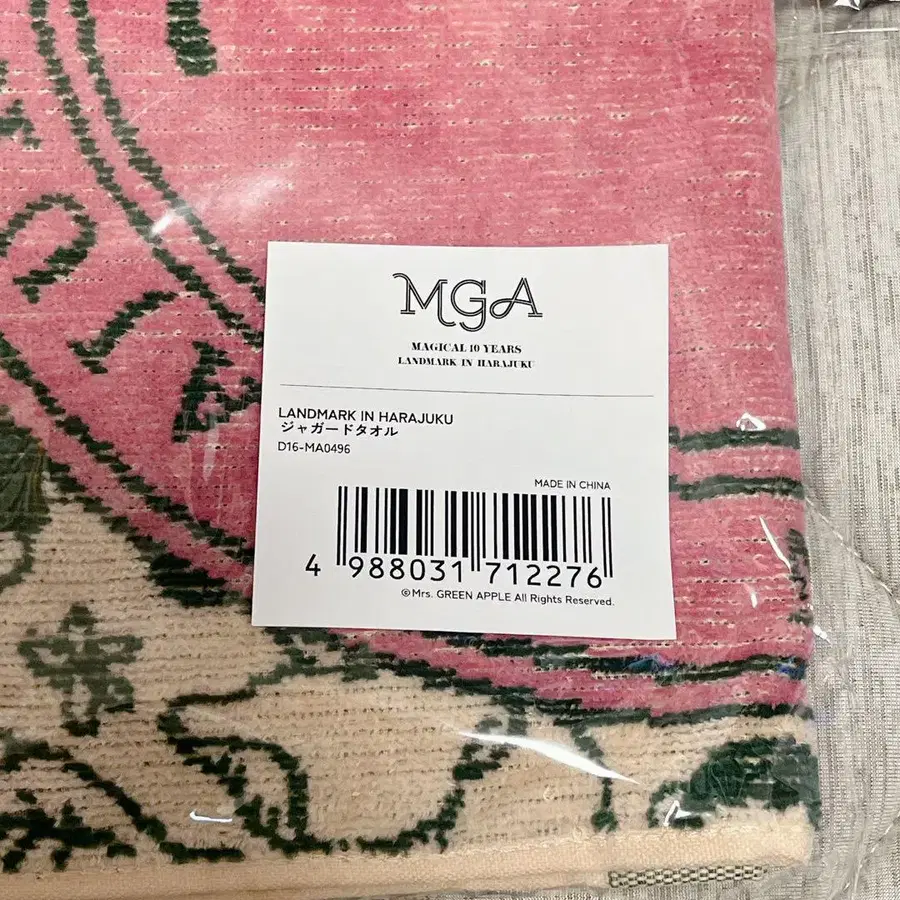 MGA
MAGICAL 10 YEARS
LANDMARK IN HARAJUKU
LANDMARK IN HARAJUKU
ジャガードタオル
D16-MA0496
MADE IN CHINA
4 988031 712276
©Mrs. GREEN APPLE All Rights Reserved.